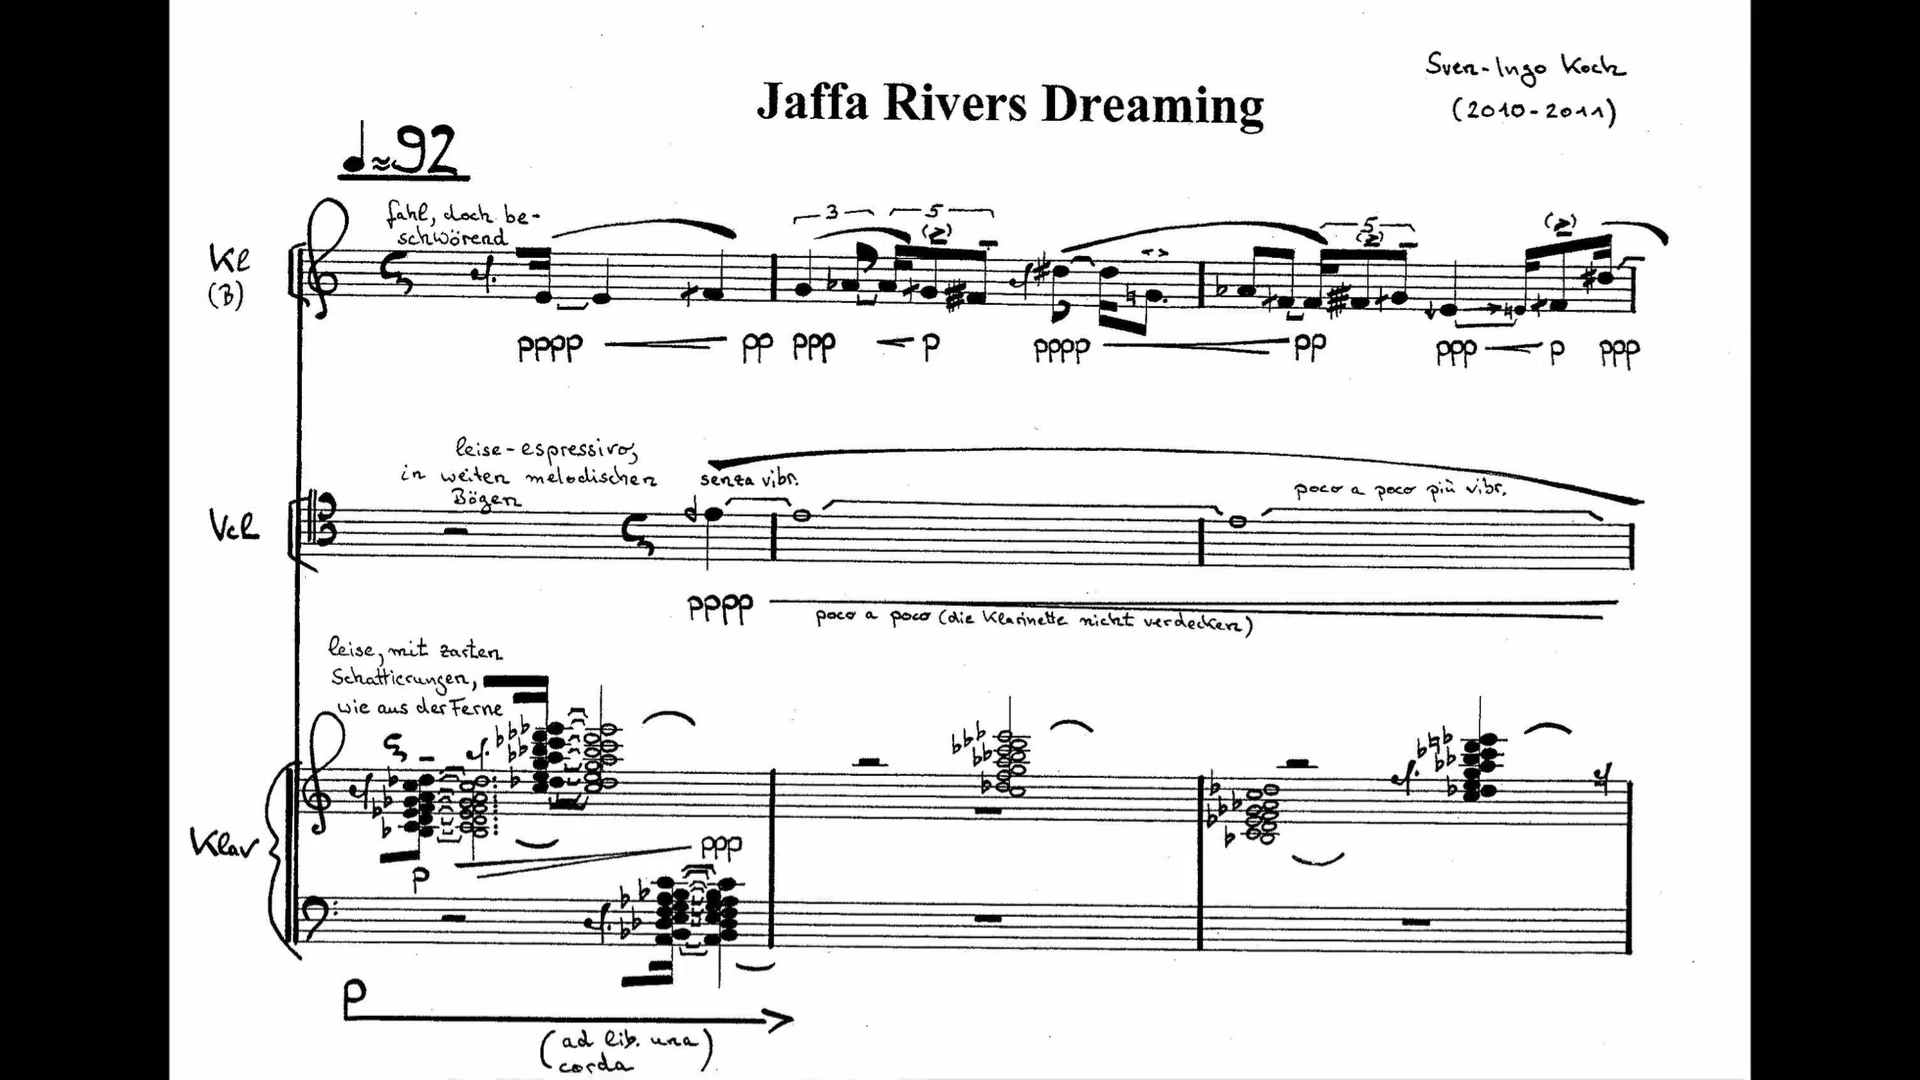 Sven-Ingo Koch
(2010-2011)
Jaffa Rivers Dreaming
≈92
fahl, doch be-
schwörend
3
5
(>)
5
(>)
(>)
Kl
(B)
pppp
pp
ppp
p
pppp
pp
ppp
p
ppp
leise-espressivo,
in weiten melodischen
Bögen
senza vibr.
poco a poco più vibr.
Vcl
pppp
poco a poco (die Klarinette nicht verdecken)
leise, mit zarten
Schattierungen,
wie aus der Ferne
Klav
p
ppp
P
(ad lib. una
corda)